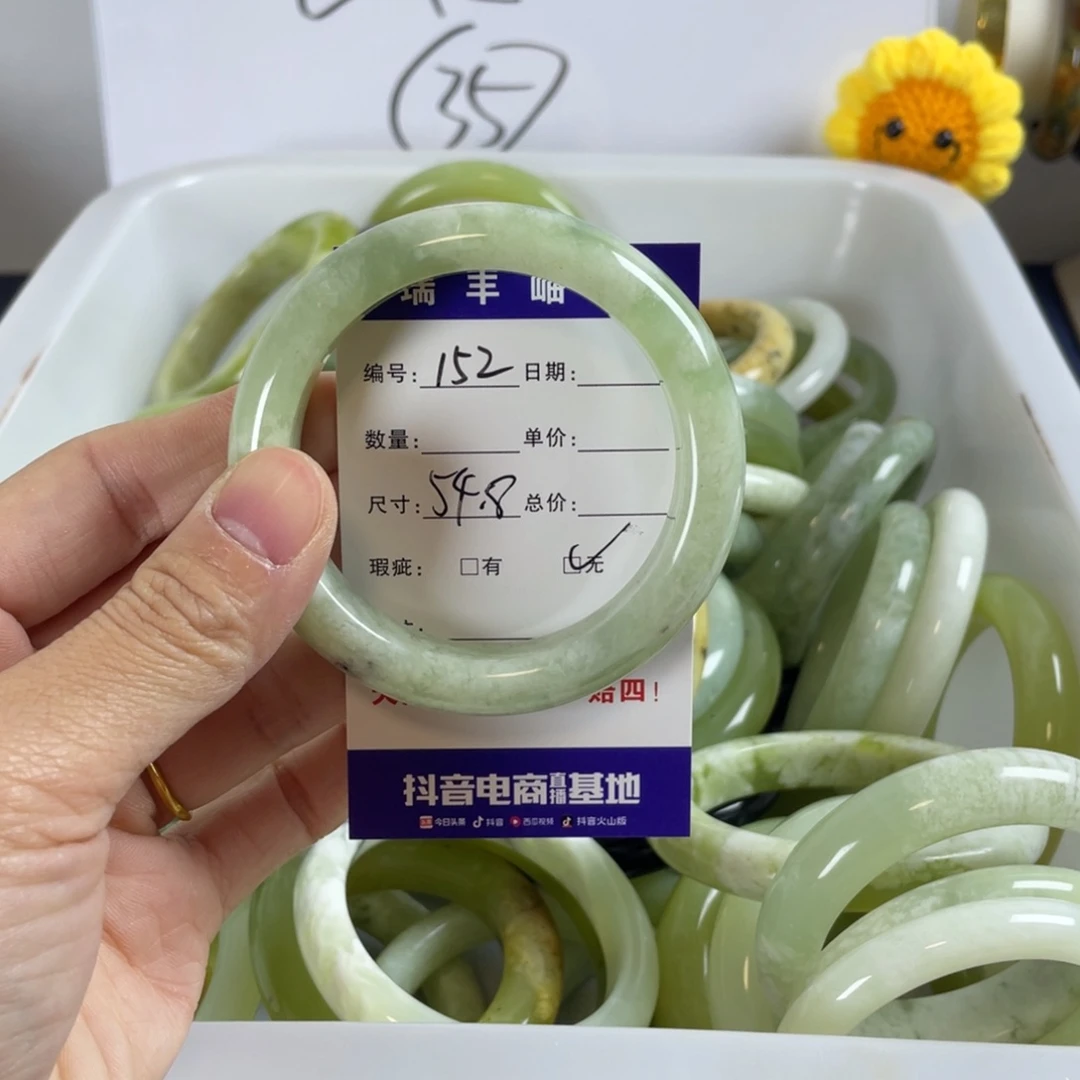 (35)
瑞丰岫
编号: 152 日期:
数量: 单价:
尺寸: 54.8 总价:
瑕疵: □有 ☑无
赔四!
抖音电商直播基地
今日头条 抖音 西瓜视频 抖音火山版